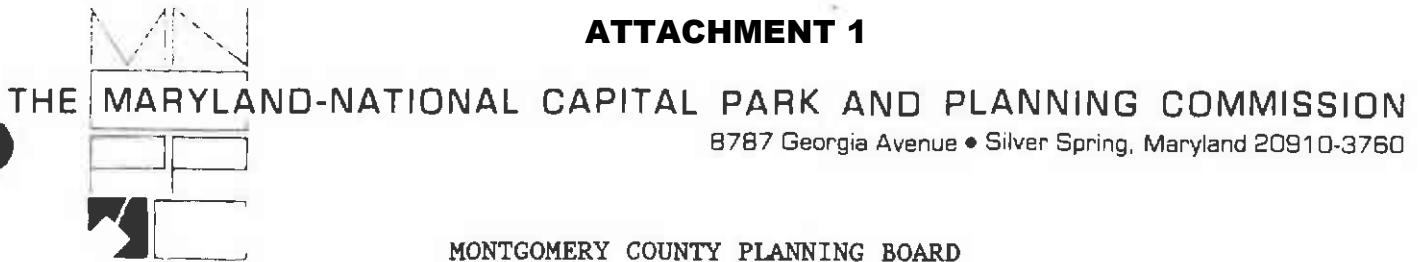 ATTACHMENT 1
THE MARYLAND-NATIONAL CAPITAL PARK AND PLANNING COMMISSION
8787 Georgia Avenue • Silver Spring, Maryland 20910-3760
MONTGOMERY COUNTY PLANNING BOARD